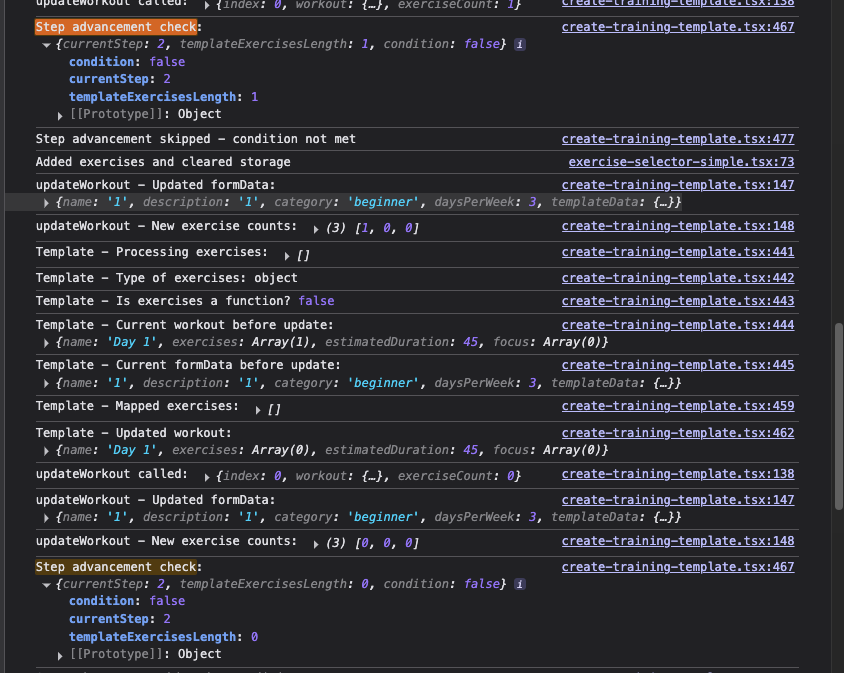 updateWorkout called: {index: 0, workout: {…}, exerciseCount: 1} create-training-template.tsx:138
Step advancement check: create-training-template.tsx:467
{currentStep: 2, templateExercisesLength: 1, condition: false} i
condition: false
currentStep: 2
templateExercisesLength: 1
[[Prototype]]: Object
Step advancement skipped – condition not met create-training-template.tsx:477
Added exercises and cleared storage exercise-selector-simple.tsx:73
updateWorkout – Updated formData: create-training-template.tsx:147
{name: '1', description: '1', category: 'beginner', daysPerWeek: 3, templateData: {…}}
updateWorkout – New exercise counts: (3) [1, 0, 0] create-training-template.tsx:148
Template – Processing exercises: [] create-training-template.tsx:441
Template – Type of exercises: object create-training-template.tsx:442
Template – Is exercises a function? false create-training-template.tsx:443
Template – Current workout before update: create-training-template.tsx:444
{name: 'Day 1', exercises: Array(1), estimatedDuration: 45, focus: Array(0)}
Template – Current formData before update: create-training-template.tsx:445
{name: '1', description: '1', category: 'beginner', daysPerWeek: 3, templateData: {…}}
Template – Mapped exercises: [] create-training-template.tsx:459
Template – Updated workout: create-training-template.tsx:462
{name: 'Day 1', exercises: Array(0), estimatedDuration: 45, focus: Array(0)}
updateWorkout called: {index: 0, workout: {…}, exerciseCount: 0} create-training-template.tsx:138
updateWorkout – Updated formData: create-training-template.tsx:147
{name: '1', description: '1', category: 'beginner', daysPerWeek: 3, templateData: {…}}
updateWorkout – New exercise counts: (3) [0, 0, 0] create-training-template.tsx:148
Step advancement check: create-training-template.tsx:467
{currentStep: 2, templateExercisesLength: 0, condition: false} i
condition: false
currentStep: 2
templateExercisesLength: 0
[[Prototype]]: Object